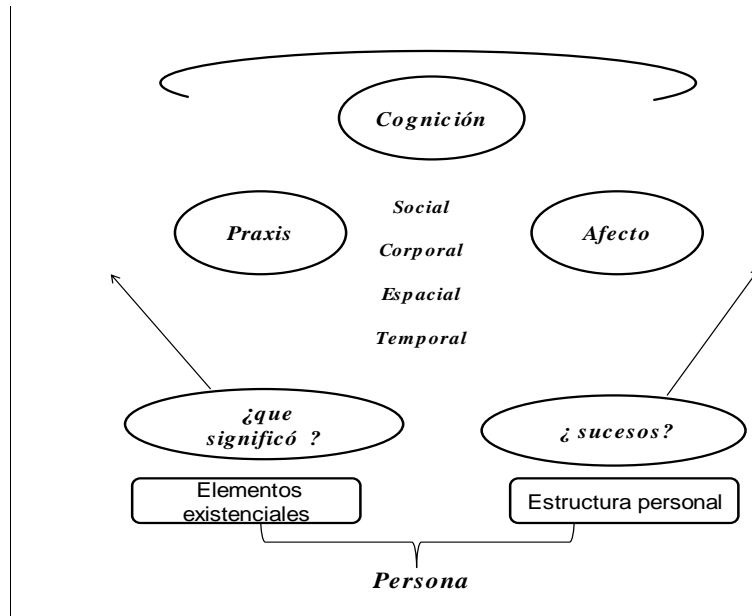 Cognición
Praxis
Social
Corporal
Espacial
Temporal
Afecto
¿que
significó ?
¿ sucesos?
Elementos
existenciales
Estructura personal
Persona